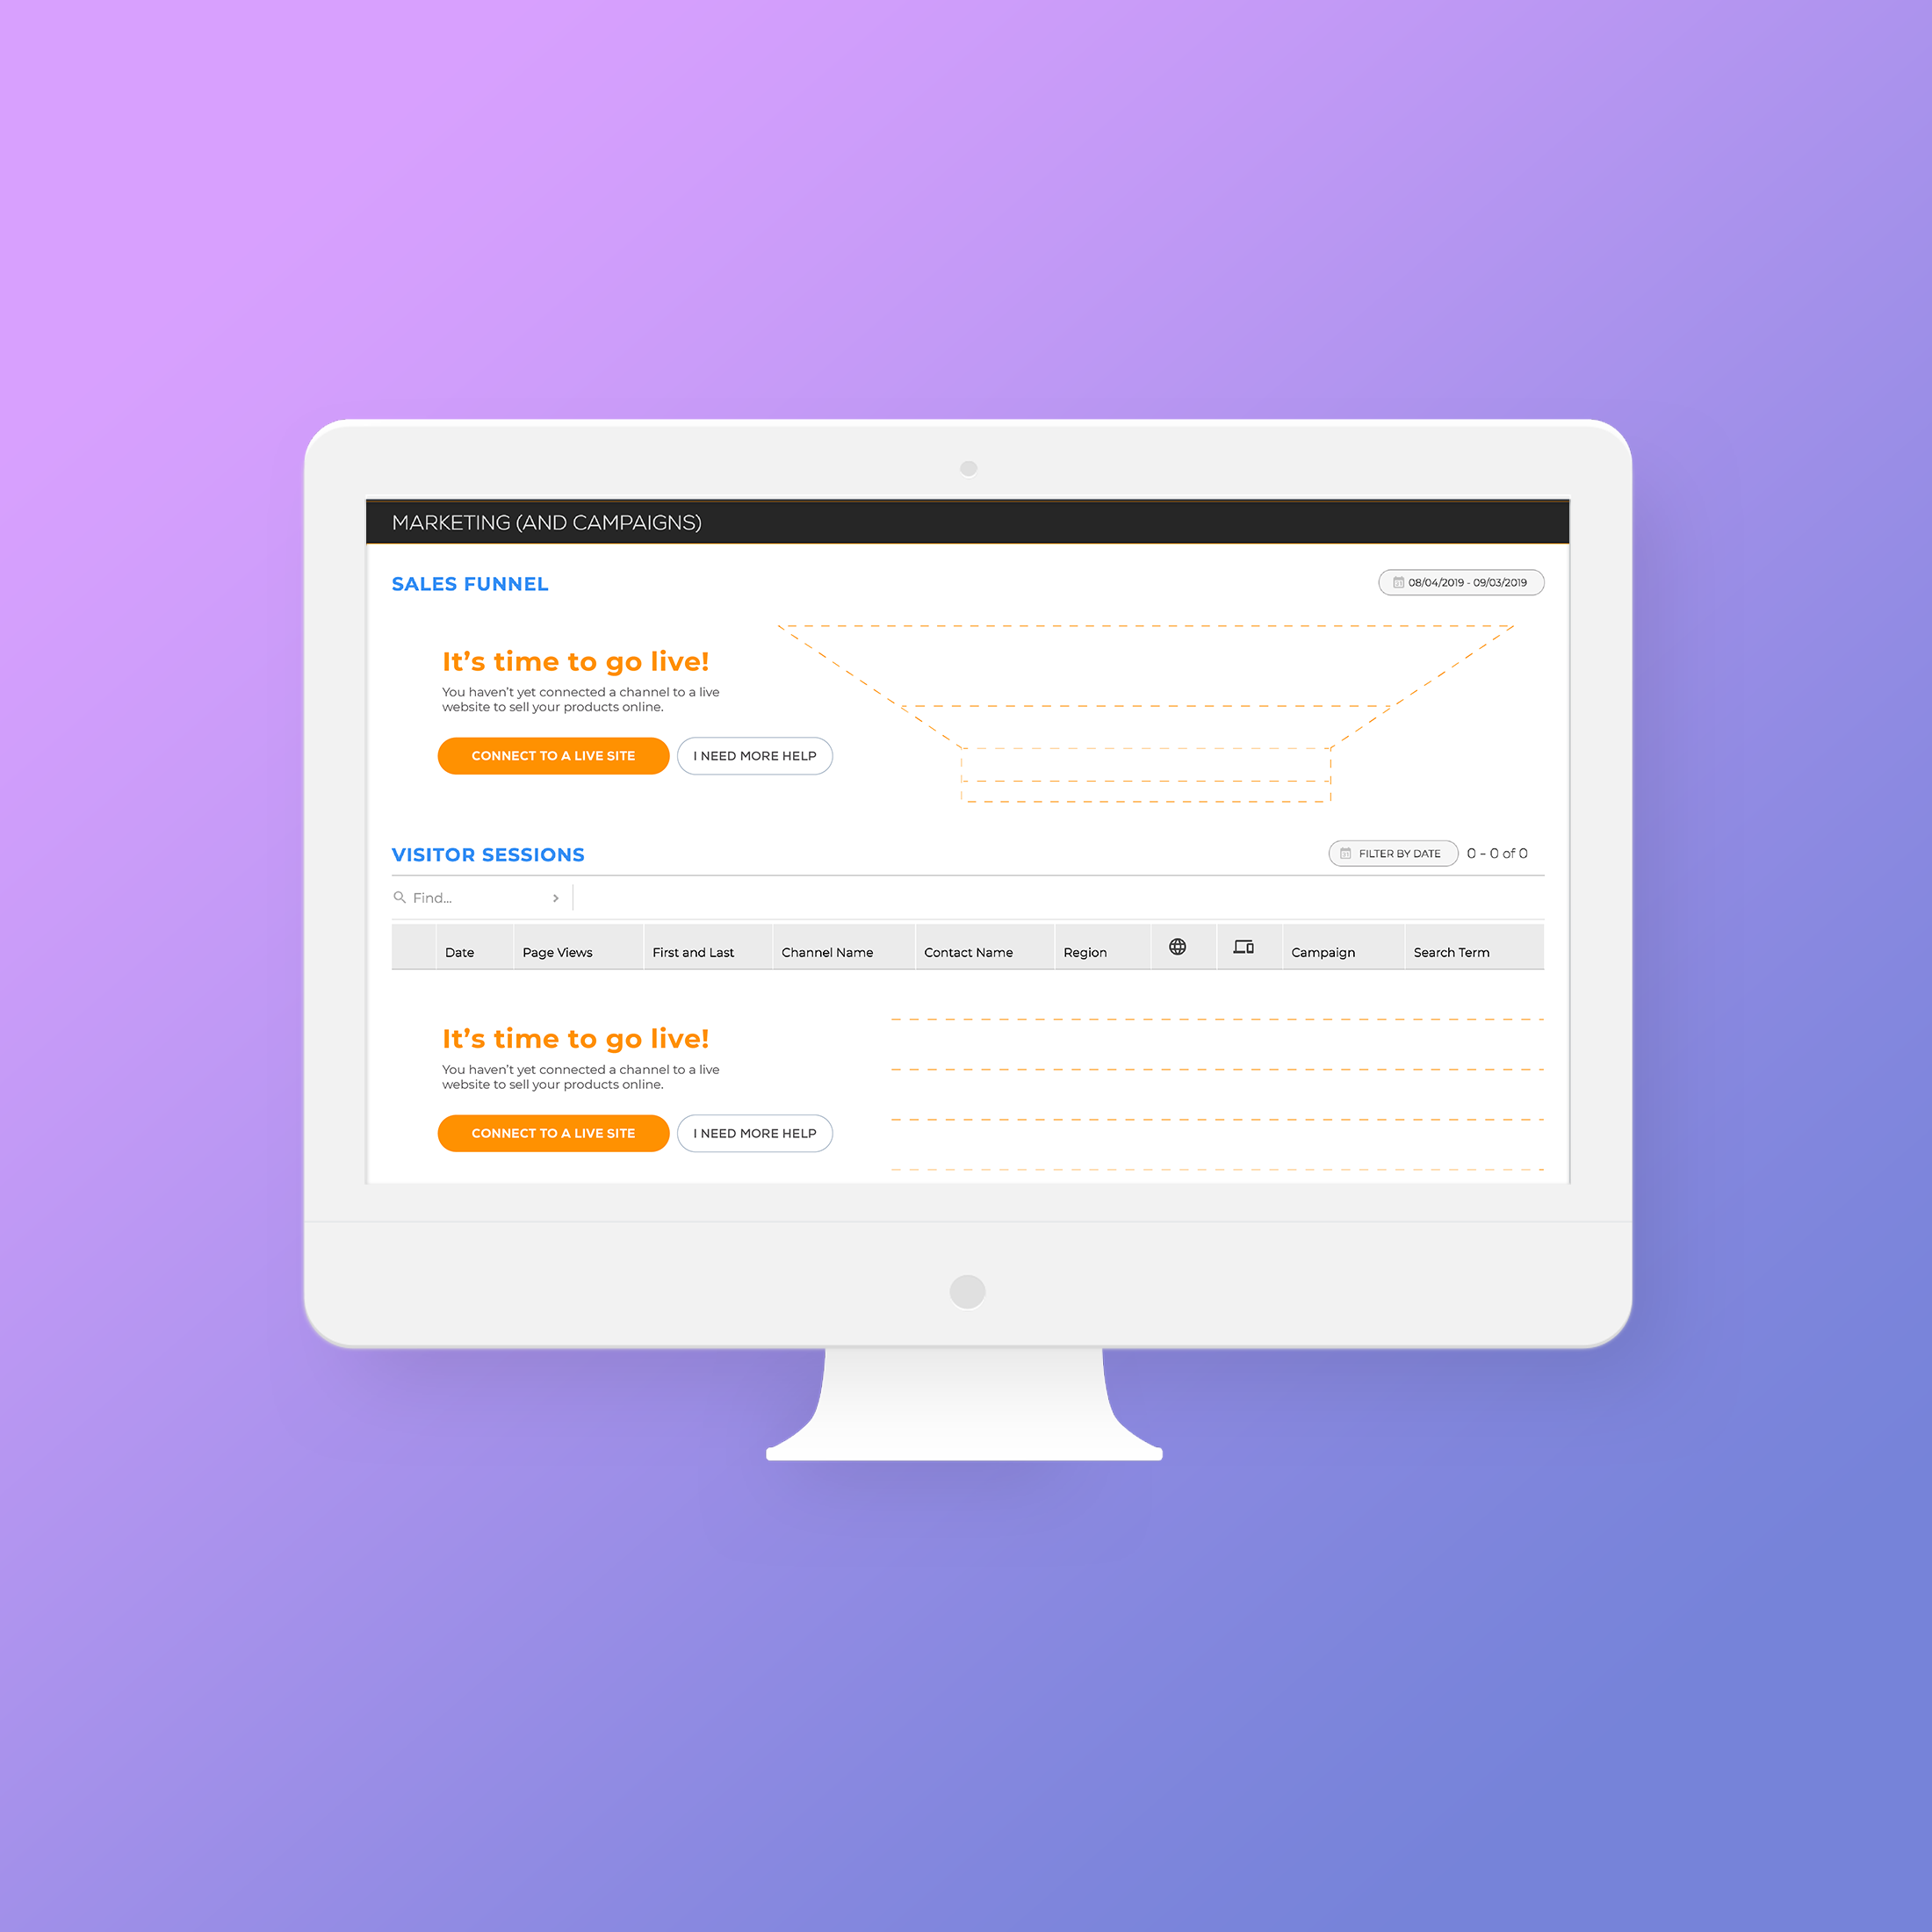 MARKETING (AND CAMPAIGNS)
SALES FUNNEL
08/04/2019 - 09/03/2019
It’s time to go live!
You haven’t yet connected a channel to a live
website to sell your products online.
CONNECT TO A LIVE SITE
I NEED MORE HELP
VISITOR SESSIONS
FILTER BY DATE
0 - 0 of 0
Find...
Date
Page Views
First and Last
Channel Name
Contact Name
Region
Campaign
Search Term
It’s time to go live!
You haven’t yet connected a channel to a live
website to sell your products online.
CONNECT TO A LIVE SITE
I NEED MORE HELP